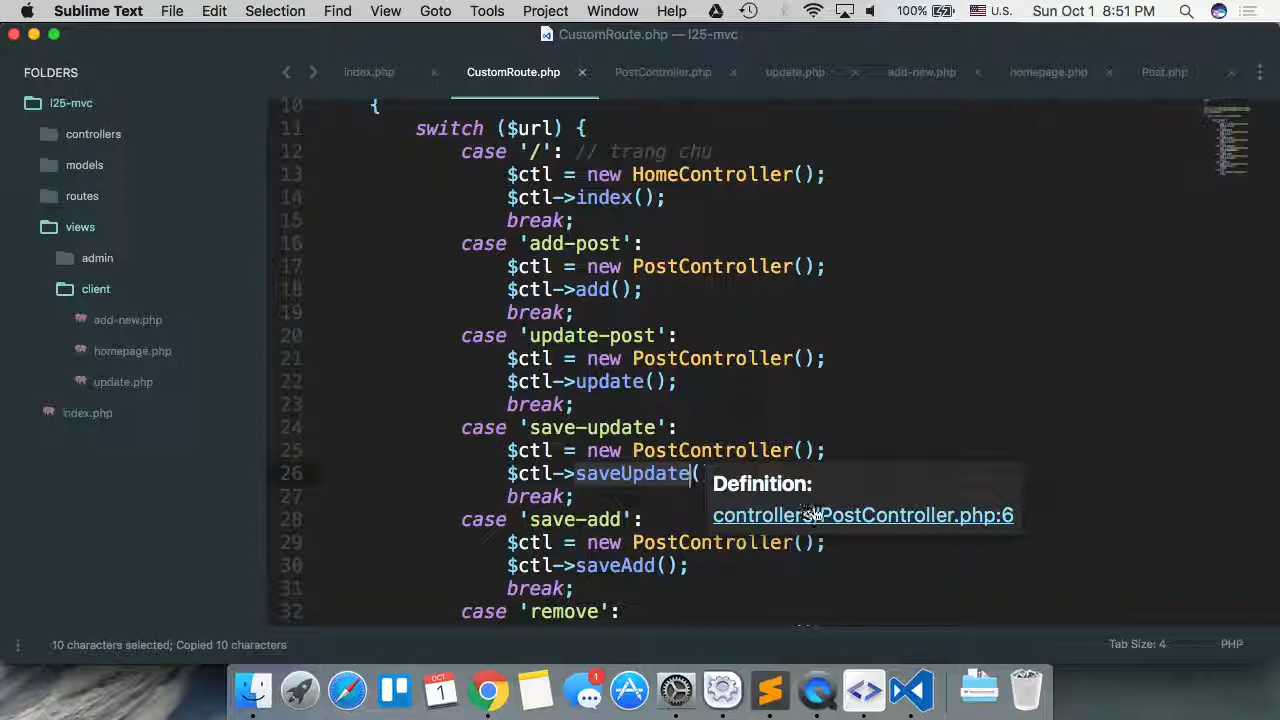 Sublime Text File Edit Selection Find View Goto Tools Project Window Help 100% U.S. Sun Oct 1 8:51 PM
CustomRoute.php — l25-mvc
FOLDERS
l25-mvc
controllers
models
routes
views
admin
client
add-new.php
homepage.php
update.php
index.php
index.php CustomRoute.php PostController.php update.php add-new.php homepage.php Post.php
10 {
11 switch ($url) {
12 case '/': // trang chu
13 $ctl = new HomeController();
14 $ctl->index();
15 break;
16 case 'add-post':
17 $ctl = new PostController();
18 $ctl->add();
19 break;
20 case 'update-post':
21 $ctl = new PostController();
22 $ctl->update();
23 break;
24 case 'save-update':
25 $ctl = new PostController();
26 $ctl->saveUpdate(
27 break;
28 case 'save-add':
29 $ctl = new PostController();
30 $ctl->saveAdd();
31 break;
32 case 'remove':
Definition:
controllers/PostController.php:6
10 characters selected; Copied 10 characters Tab Size: 4 PHP
OCT
1
1